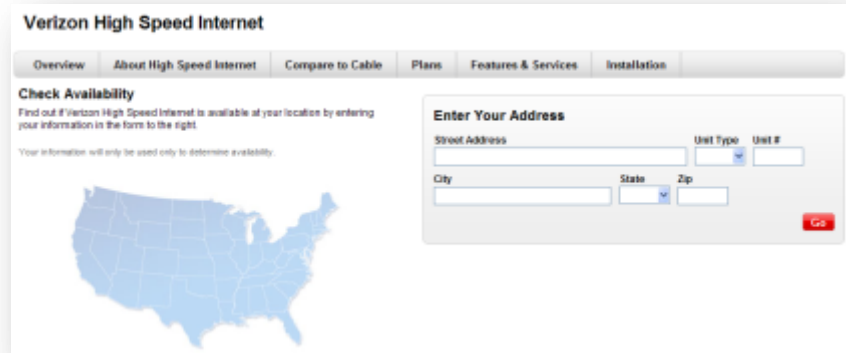 Verizon High Speed Internet
Overview About High Speed Internet Compare to Cable Plans Features & Services Installation
Check Availability
Find out if Verizon High Speed Internet is available at your location by entering
your information in the form to the right.
Your information will only be used only to determine availability.
Enter Your Address
Street Address Unit Type Unit #
City State Zip
Go